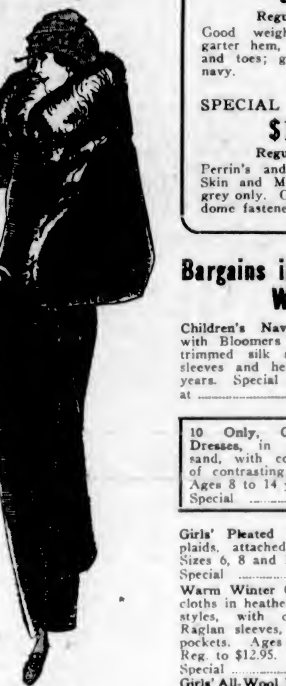 Regu
Good weigh
garter hem,
and toes; g
navy.
SPECIAL
$1
Regu
Perrin's and
Skin and M
grey only. C
dome fastene
Bargains i
W
Children's Nav
with Bloomers
trimmed silk
sleeves and he
years. Special
at
10 Only, C
Dresses, in
sand, with co
of contrasting
Ages 8 to 14
Special
Girls' Pleated
plaids, attached
Sizes 6, 8 and
Special
Warm Winter
cloths in heathe
styles, with
Raglan sleeves,
pockets. Ages
Reg. to $12.95.
Special
Girls' All-Wool